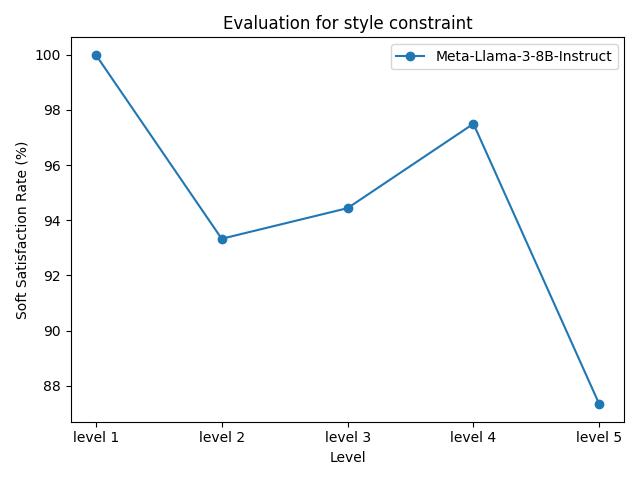 Evaluation for style constraint
Meta-Llama-3-8B-Instruct
Soft Satisfaction Rate (%)
100
98
96
94
92
90
88
level 1 level 2 level 3 level 4 level 5
Level